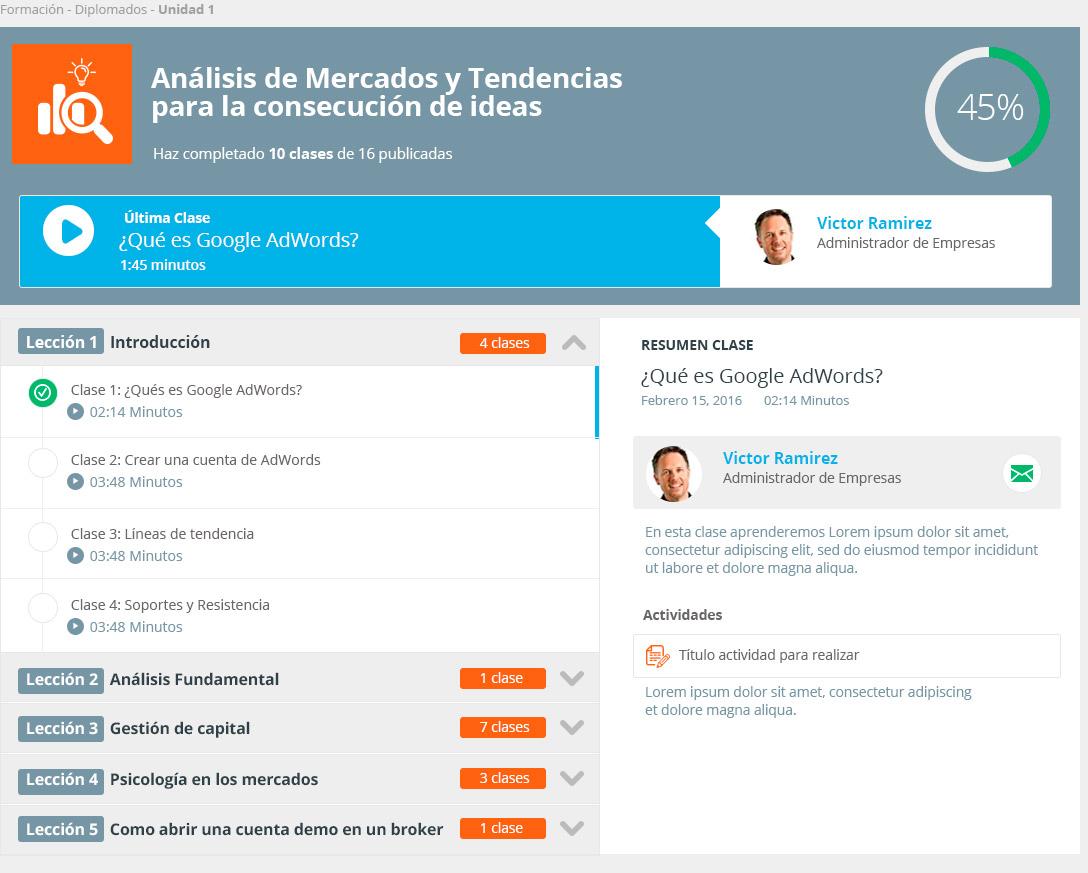 Formación - Diplomados - Unidad 1
Análisis de Mercados y Tendencias
para la consecución de ideas
Haz completado 10 clases de 16 publicadas
45%
Última Clase
¿Qué es Google AdWords?
1:45 minutos
Victor Ramirez
Administrador de Empresas
Lección 1 Introducción 4 clases
Clase 1: ¿Qués es Google AdWords?
02:14 Minutos
Clase 2: Crear una cuenta de AdWords
03:48 Minutos
Clase 3: Líneas de tendencia
03:48 Minutos
Clase 4: Soportes y Resistencia
03:48 Minutos
Lección 2 Análisis Fundamental 1 clase
Lección 3 Gestión de capital 7 clases
Lección 4 Psicología en los mercados 3 clases
Lección 5 Como abrir una cuenta demo en un broker 1 clase
RESUMEN CLASE
¿Qué es Google AdWords?
Febrero 15, 2016 02:14 Minutos
Victor Ramirez
Administrador de Empresas
En esta clase aprenderemos Lorem ipsum dolor sit amet,
consectetur adipiscing elit, sed do eiusmod tempor incididunt
ut labore et dolore magna aliqua.
Actividades
Título actividad para realizar
Lorem ipsum dolor sit amet, consectetur adipiscing
et dolore magna aliqua.